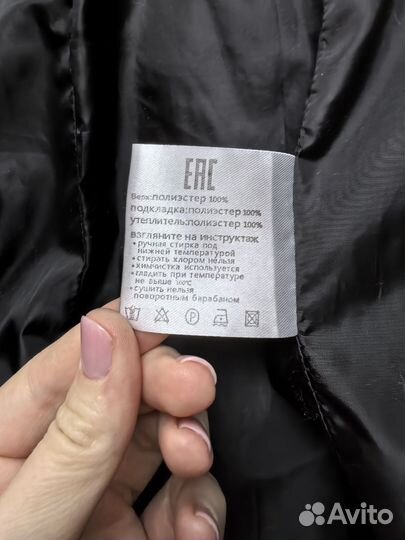 ЕАС
Верх:полиэстер 100%
подкладка:полиэстер 100%
утеплитель:полиэстер 100%
взгляните на инструктаж
• ручная стирка под
нижней температурой
• стирать хлором нельзя
• химчистка используется
• гладить при температуре
не выше 100℃
• сушить нельзя
поворотным барабаном
P
Avito